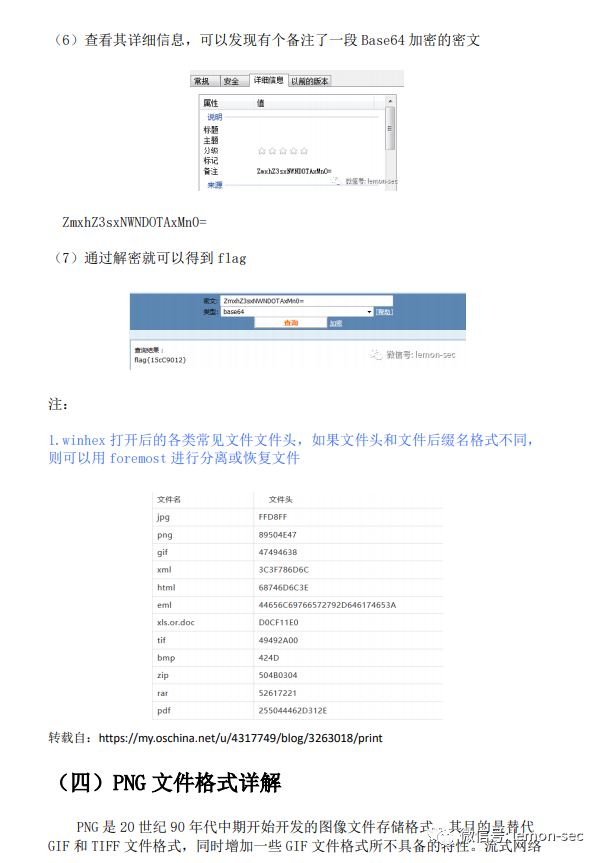 （6）查看其详细信息，可以发现有个备注了一段 Base64 加密的密文
常规 安全 详细信息 以前的版本
属性 值
说明
标题
主题
分级
标记
备注 ZmxhZ3sxNWNDOTAxMn0=
来源
微信号: lemon-sec
ZmxhZ3sxNWNDOTAxMn0=
（7）通过解密就可以得到 flag
密文: ZmxhZ3sxNWNDOTAxMn0=
类型: base64 [帮助]
查询 加密
查询结果：
flag{15cC9012}
微信号: lemon-sec
注：
1.winhex 打开后的各类常见文件文件头，如果文件头和文件后缀名格式不同，
则可以用 foremost 进行分离或恢复文件
文件名 文件头
jpg FFD8FF
png 89504E47
gif 47494638
xml 3C3F786D6C
html 68746D6C3E
eml 44656C69766572792D646174653A
xls.or.doc D0CF11E0
tif 49492A00
bmp 424D
zip 504B0304
rar 52617221
pdf 255044462D312E
转载自：https://my.oschina.net/u/4317749/blog/3263018/print
（四）PNG 文件格式详解
PNG 是 20 世纪 90 年代中期开始开发的图像文件存储格式，其目的是替代
GIF 和 TIFF 文件格式，同时增加一些 GIF 文件格式所不具备的特性。流式网络
微信号: lemon-sec